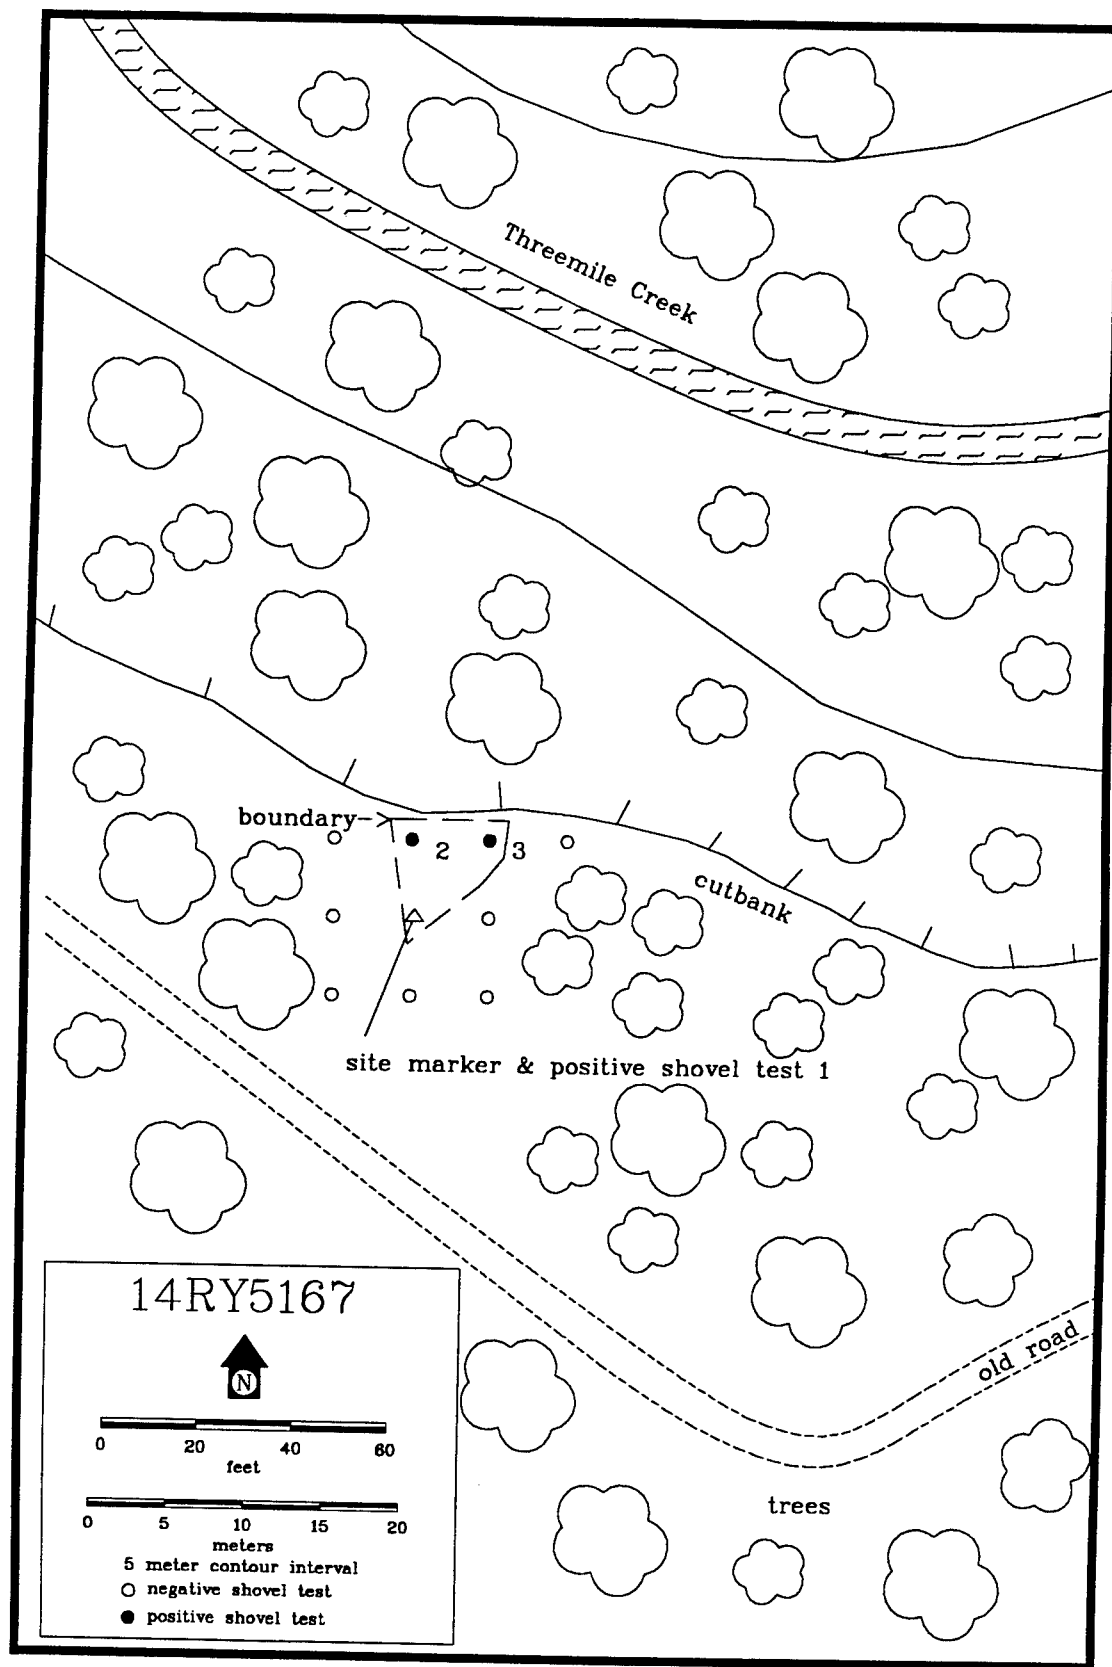 Threemile Creek
boundary
2
3
cutbank
site marker & positive shovel test 1
14RY5167
N
0 20 40 60
feet
0 5 10 15 20
meters
5 meter contour interval
negative shovel test
positive shovel test
old road
trees